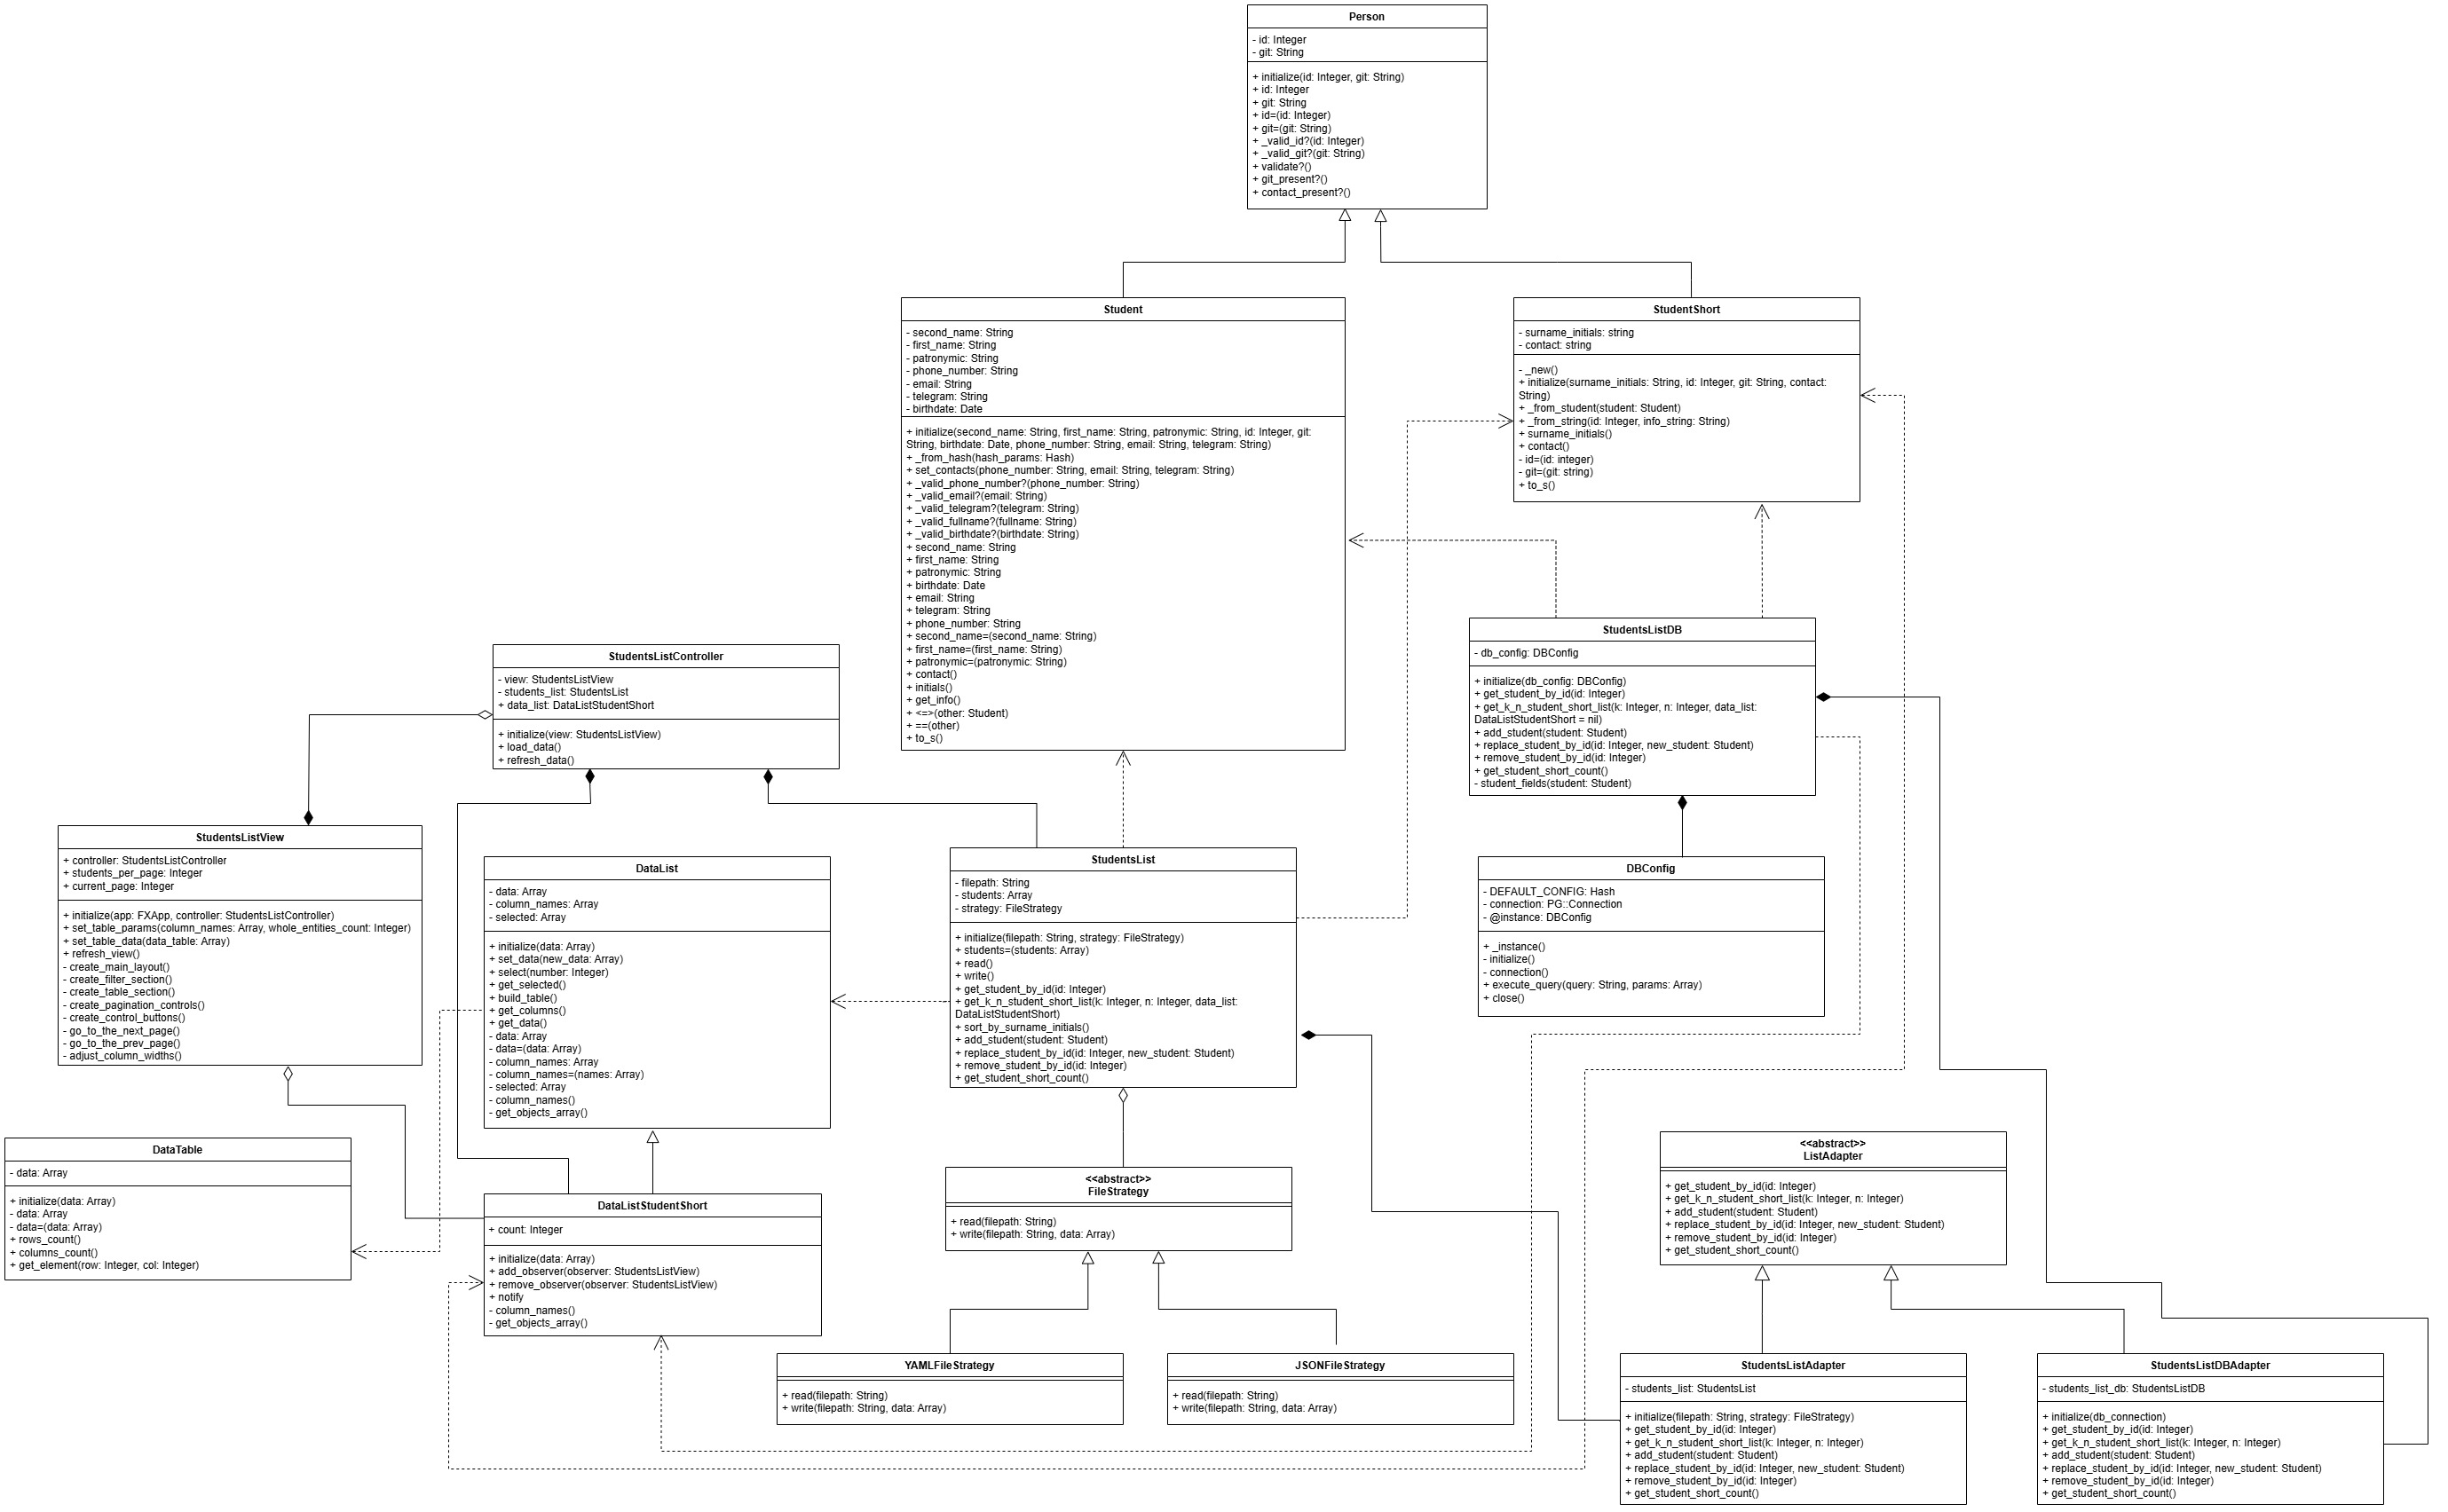 Person
- id: Integer
- git: String
+ initialize(id: Integer, git: String)
+ id: Integer
+ git: String
+ id=(id: Integer)
+ git=(git: String)
+ _valid_id?(id: Integer)
+ _valid_git?(git: String)
+ validate?()
+ git_present?()
+ contact_present?()
Student
- second_name: String
- first_name: String
- patronymic: String
- phone_number: String
- email: String
- telegram: String
- birthdate: Date
+ initialize(second_name: String, first_name: String, patronymic: String, id: Integer, git:
String, birthdate: Date, phone_number: String, email: String, telegram: String)
+ _from_hash(hash_params: Hash)
+ set_contacts(phone_number: String, email: String, telegram: String)
+ _valid_phone_number?(phone_number: String)
+ _valid_email?(email: String)
+ _valid_telegram?(telegram: String)
+ _valid_fullname?(fullname: String)
+ _valid_birthdate?(birthdate: String)
+ second_name: String
+ first_name: String
+ patronymic: String
+ birthdate: Date
+ email: String
+ telegram: String
+ phone_number: String
+ second_name=(second_name: String)
+ first_name=(first_name: String)
+ patronymic=(patronymic: String)
+ contact()
+ initials()
+ get_info()
+ <=>(other: Student)
+ ==(other)
+ to_s()
StudentShort
- surname_initials: string
- contact: string
- _new()
+ initialize(surname_initials: String, id: Integer, git: String, contact:
String)
+ _from_student(student: Student)
+ _from_string(id: Integer, info_string: String)
+ surname_initials()
+ contact()
- id=(id: integer)
- git=(git: string)
+ to_s()
StudentsListDB
- db_config: DBConfig
+ initialize(db_config: DBConfig)
+ get_student_by_id(id: Integer)
+ get_k_n_student_short_list(k: Integer, n: Integer, data_list:
DataListStudentShort = nil)
+ add_student(student: Student)
+ replace_student_by_id(id: Integer, new_student: Student)
+ remove_student_by_id(id: Integer)
+ get_student_short_count()
- student_fields(student: Student)
StudentsListController
- view: StudentsListView
- students_list: StudentsList
+ data_list: DataListStudentShort
+ initialize(view: StudentsListView)
+ load_data()
+ refresh_data()
StudentsListView
+ controller: StudentsListController
+ students_per_page: Integer
+ current_page: Integer
+ initialize(app: FXApp, controller: StudentsListController)
+ set_table_params(column_names: Array, whole_entities_count: Integer)
+ set_table_data(data_table: Array)
+ refresh_view()
- create_main_layout()
- create_filter_section()
- create_table_section()
- create_pagination_controls()
- create_control_buttons()
- go_to_the_next_page()
- go_to_the_prev_page()
- adjust_column_widths()
DataList
- data: Array
- column_names: Array
- selected: Array
+ initialize(data: Array)
+ set_data(new_data: Array)
+ select(number: Integer)
+ get_selected()
+ build_table()
+ get_columns()
+ get_data()
- data: Array
- data=(data: Array)
- column_names: Array
- column_names=(names: Array)
- selected: Array
- column_names()
- get_objects_array()
StudentsList
- filepath: String
- students: Array
- strategy: FileStrategy
+ initialize(filepath: String, strategy: FileStrategy)
+ students=(students: Array)
+ read()
+ write()
+ get_student_by_id(id: Integer)
+ get_k_n_student_short_list(k: Integer, n: Integer, data_list:
DataListStudentShort)
+ sort_by_surname_initials()
+ add_student(student: Student)
+ replace_student_by_id(id: Integer, new_student: Student)
+ remove_student_by_id(id: Integer)
+ get_student_short_count()
DBConfig
- DEFAULT_CONFIG: Hash
- connection: PG::Connection
- @instance: DBConfig
+ _instance()
- initialize()
- connection()
+ execute_query(query: String, params: Array)
+ close()
DataTable
- data: Array
+ initialize(data: Array)
- data: Array
- data=(data: Array)
+ rows_count()
+ columns_count()
+ get_element(row: Integer, col: Integer)
DataListStudentShort
+ count: Integer
+ initialize(data: Array)
+ add_observer(observer: StudentsListView)
+ remove_observer(observer: StudentsListView)
+ notify
- column_names()
- get_objects_array()
<<abstract>>
FileStrategy
+ read(filepath: String)
+ write(filepath: String, data: Array)
<<abstract>>
ListAdapter
+ get_student_by_id(id: Integer)
+ get_k_n_student_short_list(k: Integer, n: Integer)
+ add_student(student: Student)
+ replace_student_by_id(id: Integer, new_student: Student)
+ remove_student_by_id(id: Integer)
+ get_student_short_count()
YAMLFileStrategy
+ read(filepath: String)
+ write(filepath: String, data: Array)
JSONFileStrategy
+ read(filepath: String)
+ write(filepath: String, data: Array)
StudentsListAdapter
- students_list: StudentsList
+ initialize(filepath: String, strategy: FileStrategy)
+ get_student_by_id(id: Integer)
+ get_k_n_student_short_list(k: Integer, n: Integer)
+ add_student(student: Student)
+ replace_student_by_id(id: Integer, new_student: Student)
+ remove_student_by_id(id: Integer)
+ get_student_short_count()
StudentsListDBAdapter
- students_list_db: StudentsListDB
+ initialize(db_connection)
+ get_student_by_id(id: Integer)
+ get_k_n_student_short_list(k: Integer, n: Integer)
+ add_student(student: Student)
+ replace_student_by_id(id: Integer, new_student: Student)
+ remove_student_by_id(id: Integer)
+ get_student_short_count()